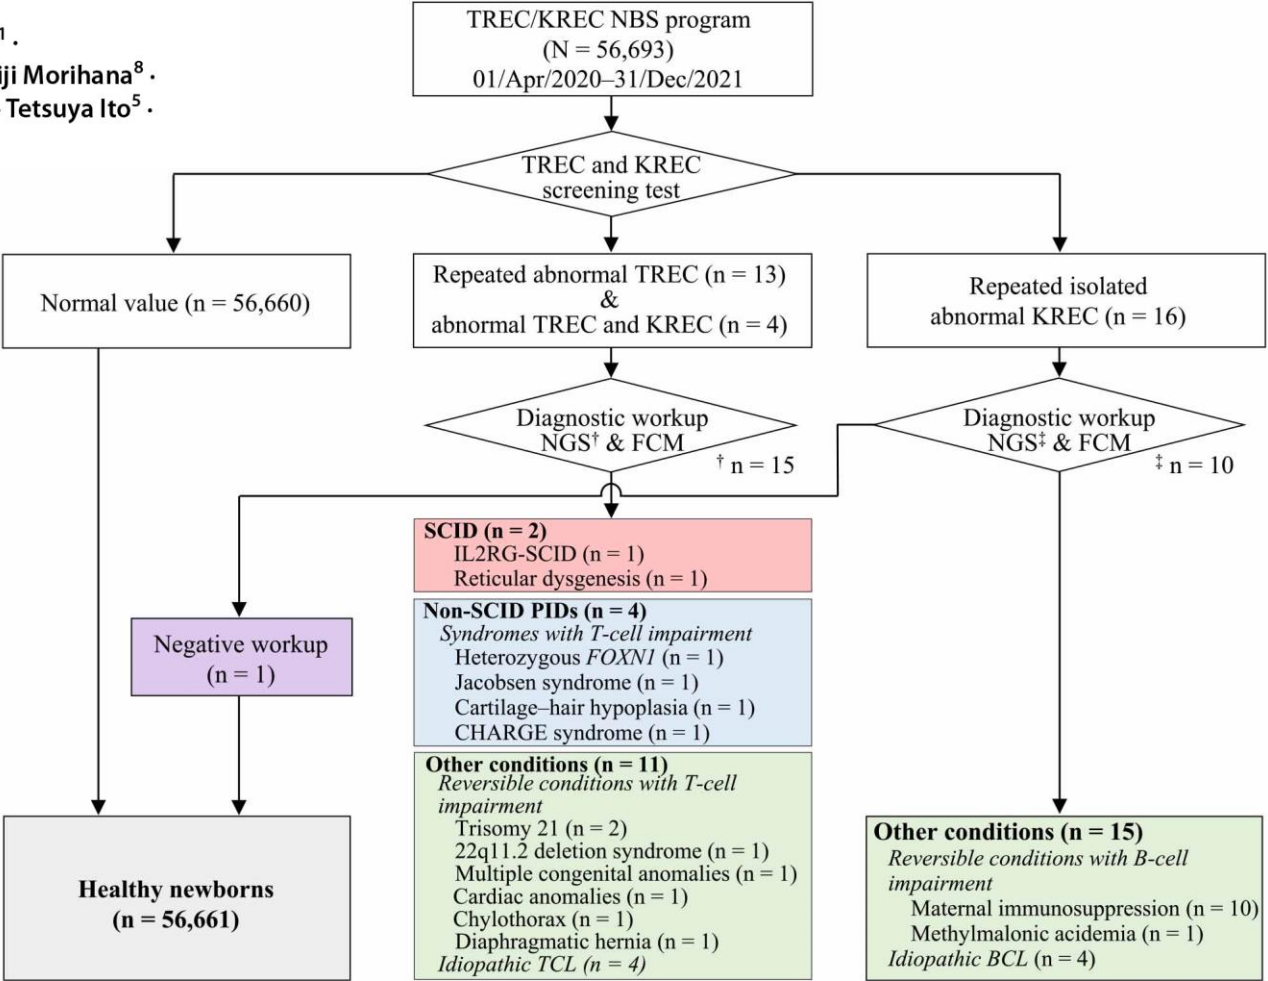 1 ·
iji Morihana8 ·
Tetsuya Ito5 ·
TREC/KREC NBS program
(N = 56,693)
01/Apr/2020–31/Dec/2021
TREC and KREC
screening test
Normal value (n = 56,660)
Repeated abnormal TREC (n = 13)
&
abnormal TREC and KREC (n = 4)
Repeated isolated
abnormal KREC (n = 16)
Diagnostic workup
NGS† & FCM
† n = 15
Diagnostic workup
NGS‡ & FCM
‡ n = 10
SCID (n = 2)
IL2RG-SCID (n = 1)
Reticular dysgenesis (n = 1)
Non-SCID PIDs (n = 4)
Syndromes with T-cell impairment
Heterozygous FOXN1 (n = 1)
Jacobsen syndrome (n = 1)
Cartilage–hair hypoplasia (n = 1)
CHARGE syndrome (n = 1)
Negative workup
(n = 1)
Other conditions (n = 11)
Reversible conditions with T-cell
impairment
Trisomy 21 (n = 2)
22q11.2 deletion syndrome (n = 1)
Multiple congenital anomalies (n = 1)
Cardiac anomalies (n = 1)
Chylothorax (n = 1)
Diaphragmatic hernia (n = 1)
Idiopathic TCL (n = 4)
Healthy newborns
(n = 56,661)
Other conditions (n = 15)
Reversible conditions with B-cell
impairment
Maternal immunosuppression (n = 10)
Methylmalonic acidemia (n = 1)
Idiopathic BCL (n = 4)